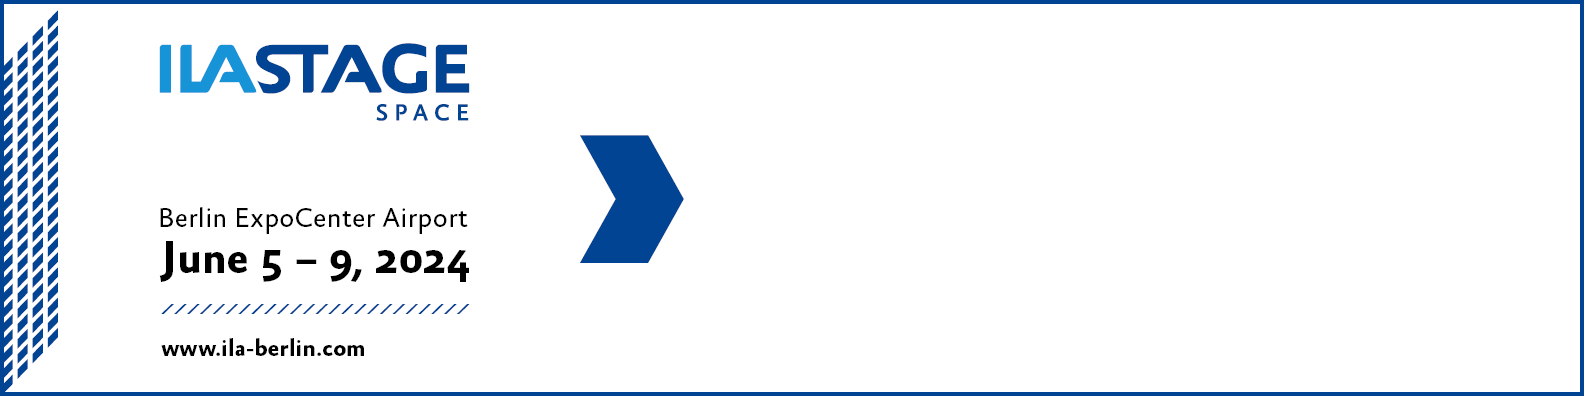 ILASTAGE
SPACE
Berlin ExpoCenter Airport
June 5 – 9, 2024
www.ila-berlin.com